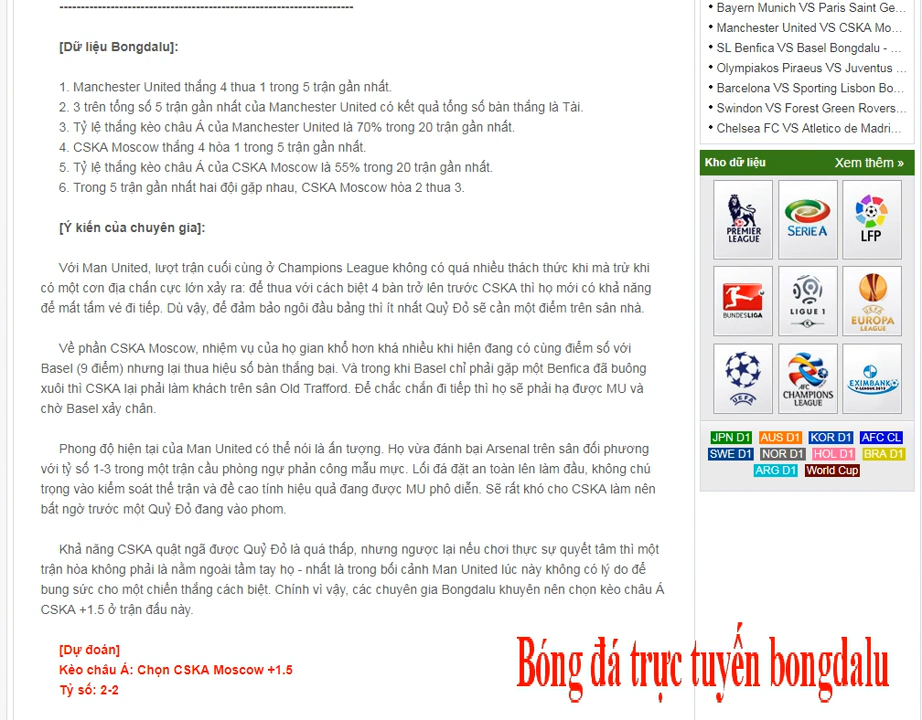 [Dữ liệu Bongdalu]:
1. Manchester United thắng 4 thua 1 trong 5 trận gần nhất.
2. 3 trên tổng số 5 trận gần nhất của Manchester United có kết quả tổng số bàn thắng là Tài.
3. Tỷ lệ thắng kèo châu Á của Manchester United là 70% trong 20 trận gần nhất.
4. CSKA Moscow thắng 4 hòa 1 trong 5 trận gần nhất.
5. Tỷ lệ thắng kèo châu Á của CSKA Moscow là 55% trong 20 trận gần nhất.
6. Trong 5 trận gần nhất hai đội gặp nhau, CSKA Moscow hòa 2 thua 3.
[Ý kiến của chuyên gia]:
Với Man United, lượt trận cuối cùng ở Champions League không có quá nhiều thách thức khi mà trừ khi
có một cơn địa chấn cực lớn xảy ra: để thua với cách biệt 4 bàn trở lên trước CSKA thì họ mới có khả năng
để mất tấm vé đi tiếp. Dù vậy, để đảm bảo ngôi đầu bảng thì ít nhất Quỷ Đỏ sẽ cần một điểm trên sân nhà.
Về phần CSKA Moscow, nhiệm vụ của họ gian khổ hơn khá nhiều khi hiện đang có cùng điểm số với
Basel (9 điểm) nhưng lại thua hiệu số bàn thắng bại. Và trong khi Basel chỉ phải gặp một Benfica đã buông
xuôi thì CSKA lại phải làm khách trên sân Old Trafford. Để chắc chắn đi tiếp thì họ sẽ phải hạ được MU và
chờ Basel xảy chân.
Phong độ hiện tại của Man United có thể nói là ấn tượng. Họ vừa đánh bại Arsenal trên sân đối phương
với tỷ số 1-3 trong một trận cầu phòng ngự phản công mẫu mực. Lối đá đặt an toàn lên làm đầu, không chú
trọng vào kiểm soát thế trận và đề cao tính hiệu quả đang được MU phô diễn. Sẽ rất khó cho CSKA làm nên
bất ngờ trước một Quỷ Đỏ đang vào phom.
Khả năng CSKA quật ngã được Quỷ Đỏ là quá thấp, nhưng ngược lại nếu chơi thực sự quyết tâm thì một
trận hòa không phải là nằm ngoài tầm tay họ - nhất là trong bối cảnh Man United lúc này không có lý do để
bung sức cho một chiến thắng cách biệt. Chính vì vậy, các chuyên gia Bongdalu khuyên nên chọn kèo châu Á
CSKA +1.5 ở trận đấu này.
[Dự đoán]
Kèo châu Á: Chọn CSKA Moscow +1.5
Tỷ số: 2-2
Bayern Munich VS Paris Saint Ge...
Manchester United VS CSKA Mo...
SL Benfica VS Basel Bongdalu - ...
Olympiakos Piraeus VS Juventus ...
Barcelona VS Sporting Lisbon Bo...
Swindon VS Forest Green Rovers...
Chelsea FC VS Atletico de Madri...
Kho dữ liệu Xem thêm »
PREMIER LEAGUE
SERIE A
LFP
BUNDESLIGA
LIGUE 1
UEFA EUROPA LEAGUE
UEFA
AFC CHAMPIONS LEAGUE
EXIMBANK
JPN D1 AUS D1 KOR D1 AFC CL
SWE D1 NOR D1 HOL D1 BRA D1
ARG D1 World Cup
Bóng đá trực tuyến bongdalu